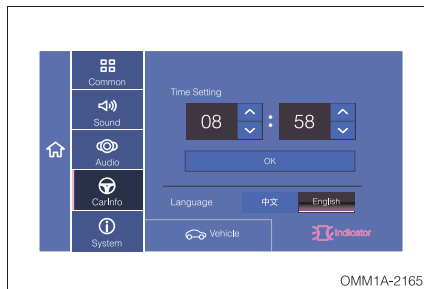 Common
Sound
Audio
CarInfo
System
Time Setting
08 : 58
OK
Language 中文 English
Vehicle
Indicator
OMM1A-2165